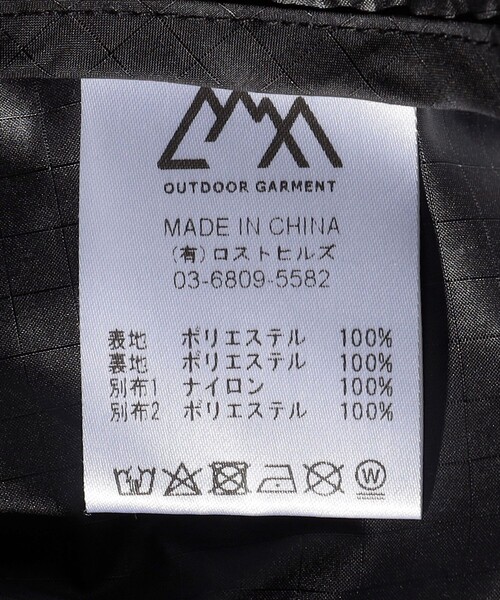 OUTDOOR GARMENT
MADE IN CHINA
(有)ロストヒルズ
03-6809-5582
表地 ポリエステル 100%
裏地 ポリエステル 100%
別布1 ナイロン 100%
別布2 ポリエステル 100%
W